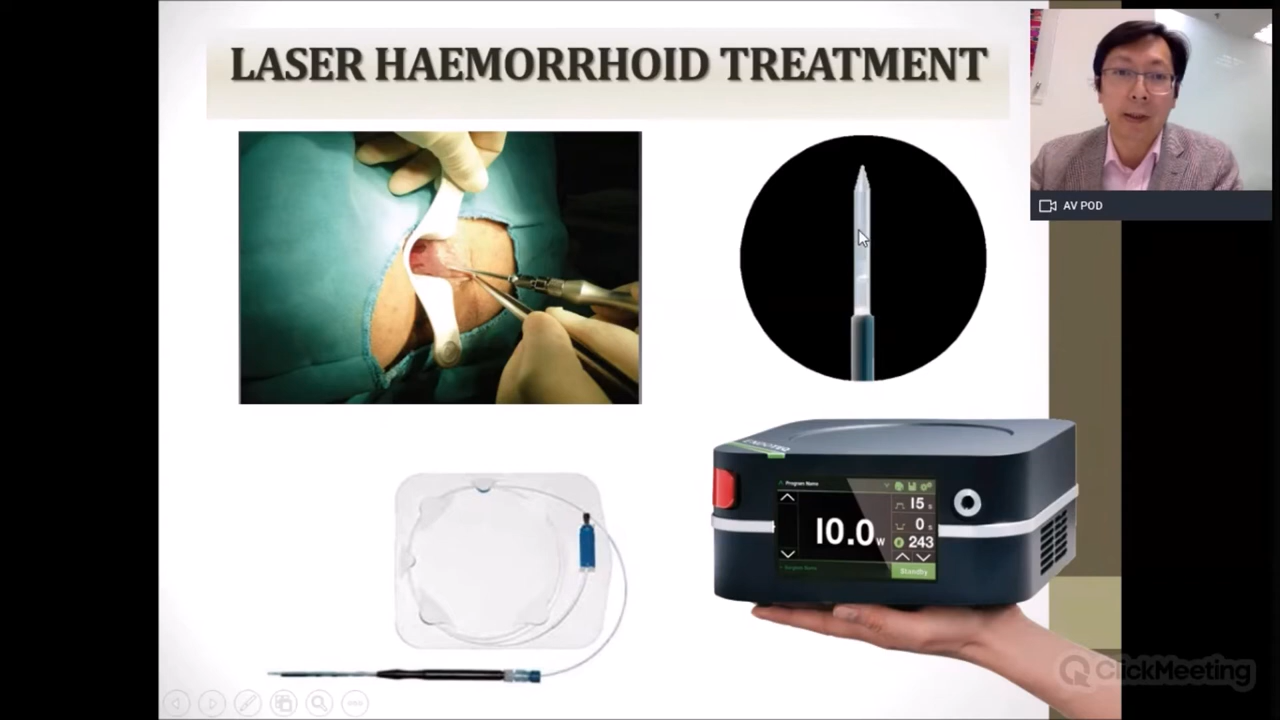 LASER HAEMORRHOID TREATMENT
AV POD
Program Name
15 s
10.0 W
0 s
243
Standby
ClickMeeting